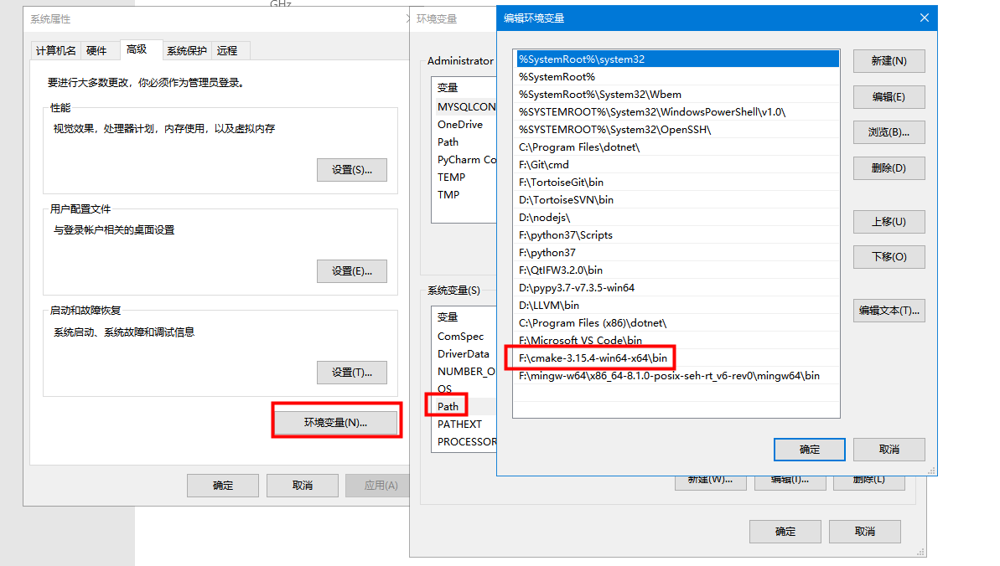 GHz
系统属性
计算机名
硬件
高级
系统保护
远程
要进行大多数更改，你必须作为管理员登录。
性能
视觉效果，处理器计划，内存使用，以及虚拟内存
设置(S)...
用户配置文件
与登录帐户相关的桌面设置
设置(E)...
启动和故障恢复
系统启动、系统故障和调试信息
设置(T)...
环境变量(N)...
确定
取消
应用(A)
环境变量
Administrator
变量
MYSQLCON
OneDrive
Path
PyCharm Co
TEMP
TMP
系统变量(S)
变量
ComSpec
DriverData
NUMBER_O
OS
Path
PATHEXT
PROCESSOR
新建(W)...
编辑(I)...
删除(L)
确定
取消
编辑环境变量
%SystemRoot%\system32
%SystemRoot%
%SystemRoot%\System32\Wbem
%SYSTEMROOT%\System32\WindowsPowerShell\v1.0\
%SYSTEMROOT%\System32\OpenSSH\
C:\Program Files\dotnet\
F:\Git\cmd
F:\TortoiseGit\bin
D:\TortoiseSVN\bin
D:\nodejs\
F:\python37\Scripts
F:\python37
F:\QtIFW3.2.0\bin
D:\pypy3.7-v7.3.5-win64
D:\LLVM\bin
C:\Program Files (x86)\dotnet\
F:\Microsoft VS Code\bin
F:\cmake-3.15.4-win64-x64\bin
F:\mingw-w64\x86_64-8.1.0-posix-seh-rt_v6-rev0\mingw64\bin
新建(N)
编辑(E)
浏览(B)...
删除(D)
上移(U)
下移(O)
编辑文本(T)...
确定
取消